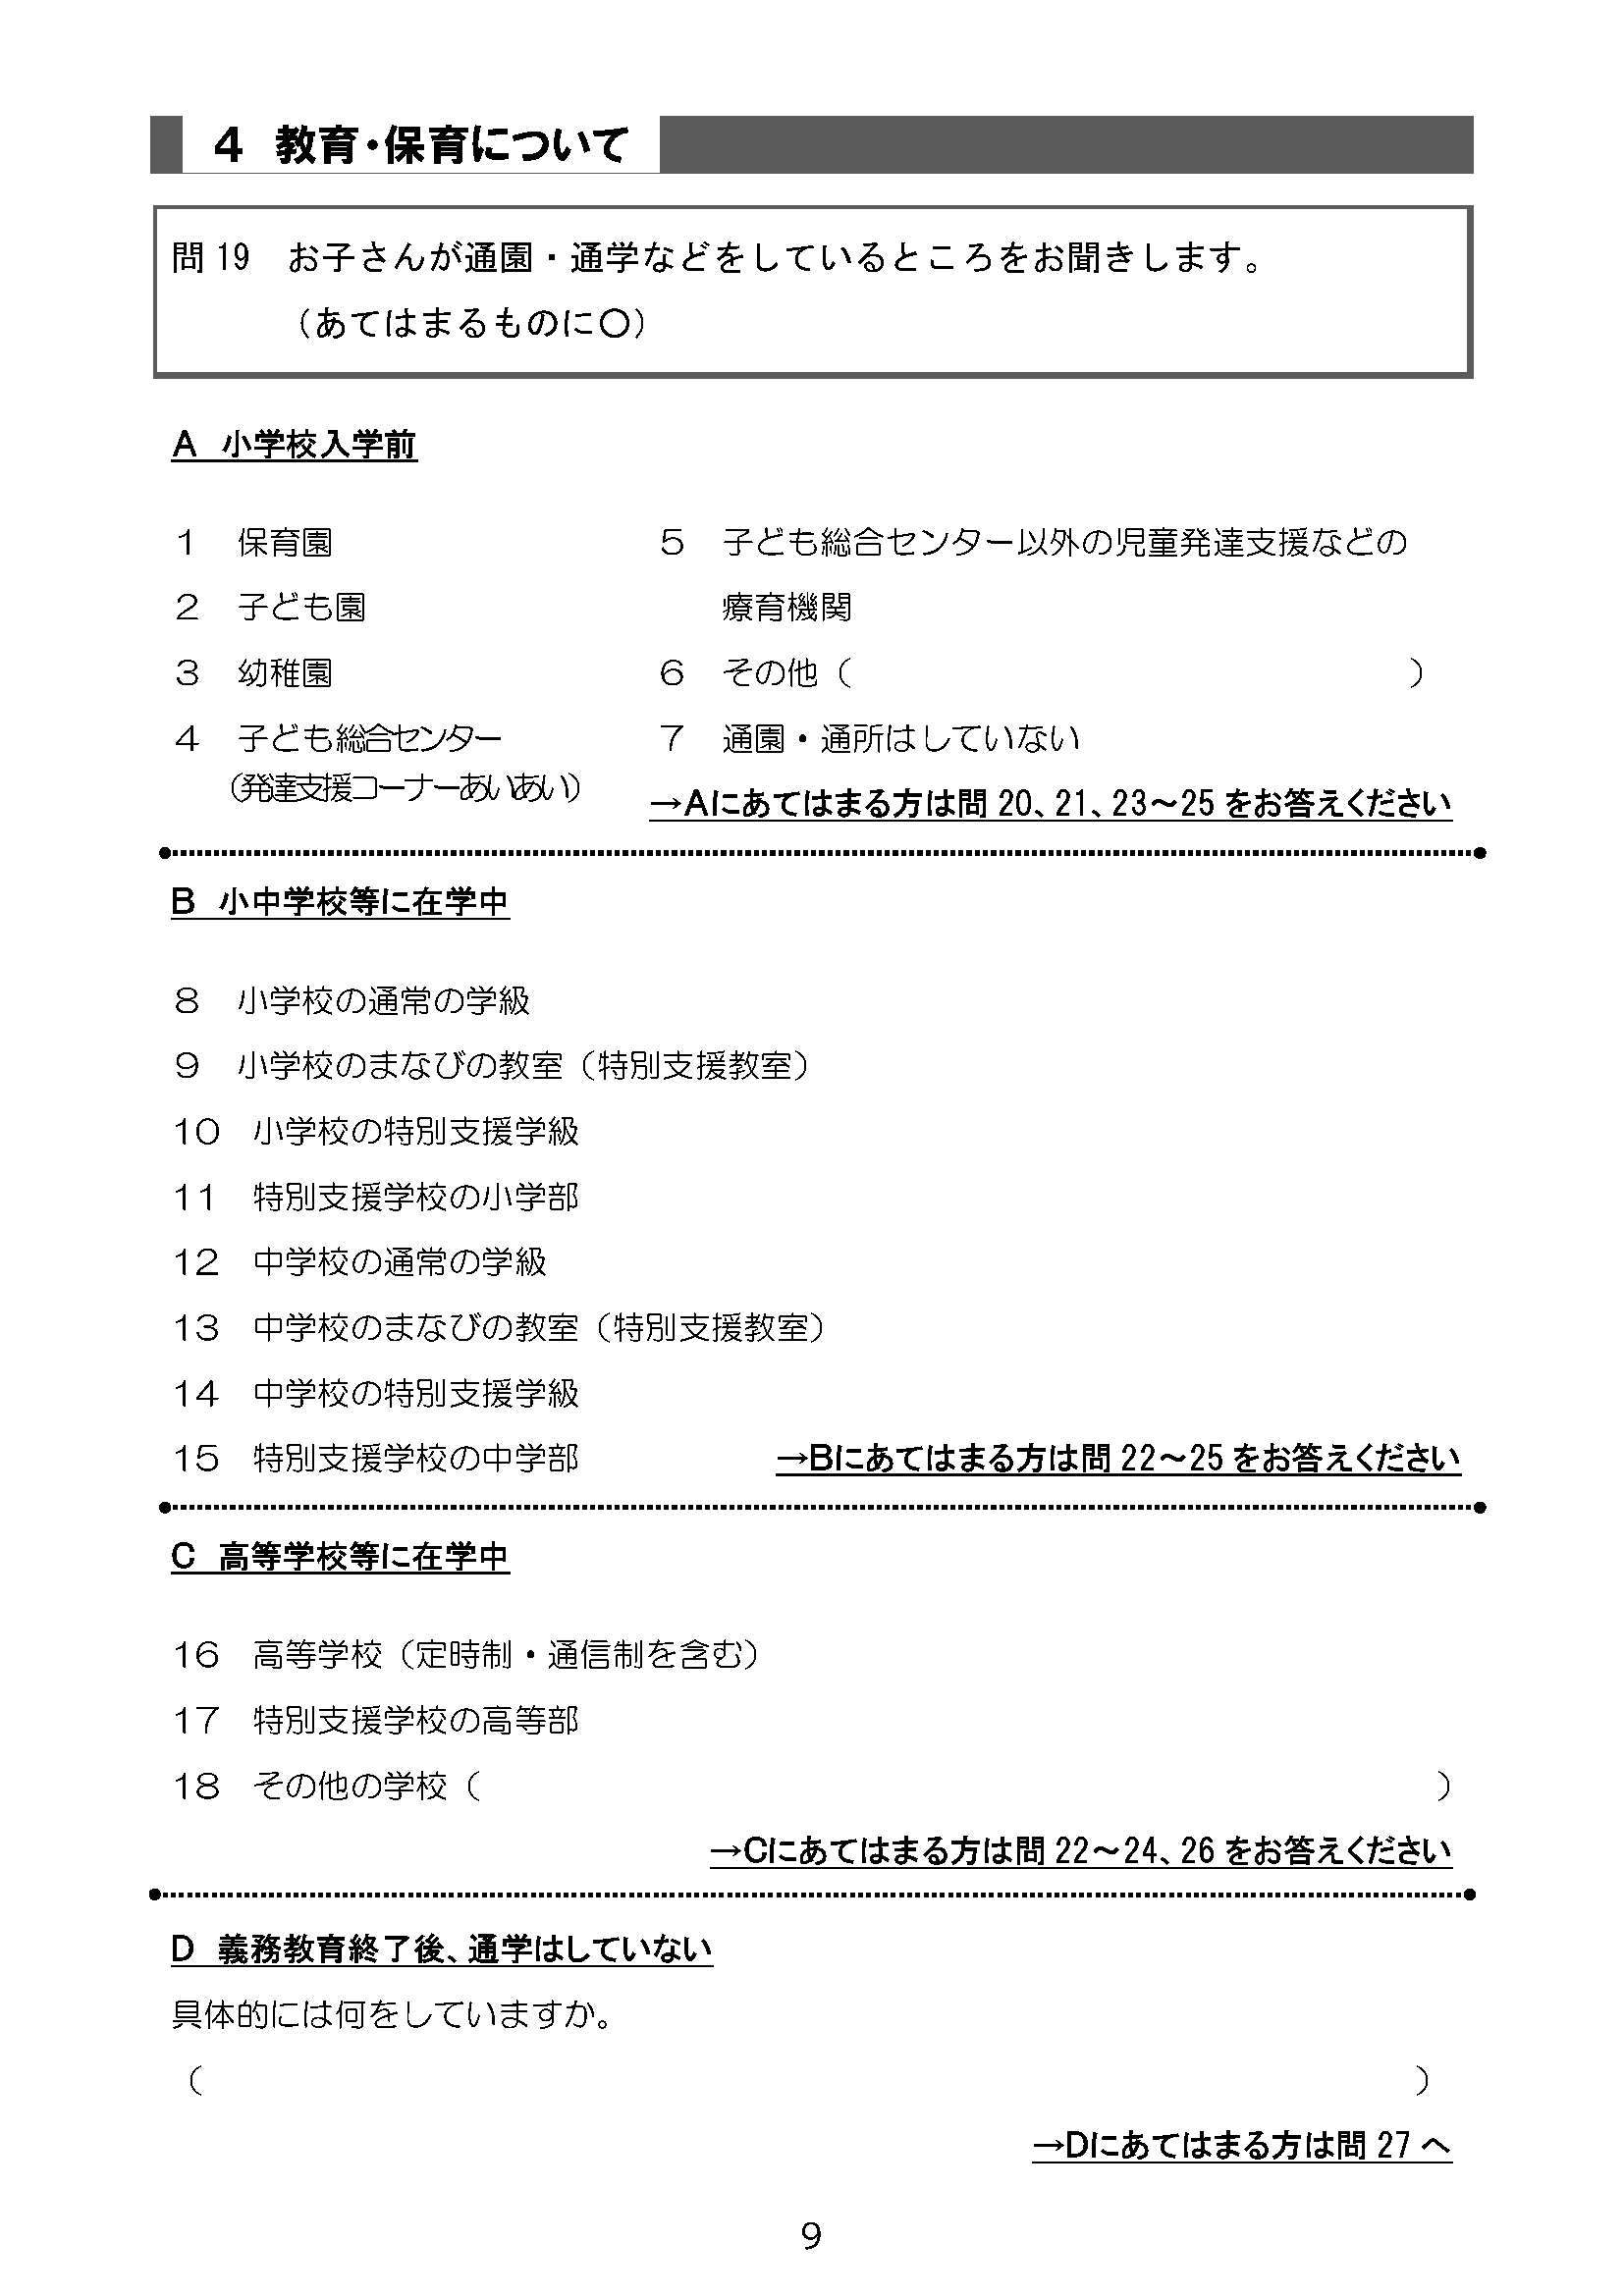 ４　教育・保育について
問 19　お子さんが通園・通学などをしているところをお聞きします。
（あてはまるものに〇）
Ａ　小学校入学前
１　保育園
２　子ども園
３　幼稚園
４　子ども総合センター
（発達支援コーナーあいあい）
５　子ども総合センター以外の児童発達支援などの
療育機関
６　その他（　　　　　　　　　　　　　　　　　）
７　通園・通所はしていない
→Ａにあてはまる方は問 20、21、23～25 をお答えください
Ｂ　小中学校等に在学中
８　小学校の通常の学級
９　小学校のまなびの教室（特別支援教室）
10　小学校の特別支援学級
11　特別支援学校の小学部
12　中学校の通常の学級
13　中学校のまなびの教室（特別支援教室）
14　中学校の特別支援学級
15　特別支援学校の中学部
→Ｂにあてはまる方は問 22～25 をお答えください
Ｃ　高等学校等に在学中
16　高等学校（定時制・通信制を含む）
17　特別支援学校の高等部
18　その他の学校（　　　　　　　　　　　　　　　　　　　　　　　　　　　　　）
→Ｃにあてはまる方は問 22～24、26 をお答えください
Ｄ　義務教育終了後、通学はしていない
具体的には何をしていますか。
（　　　　　　　　　　　　　　　　　　　　　　　　　　　　　　　　　　　　　）
→Ｄにあてはまる方は問 27 へ
9